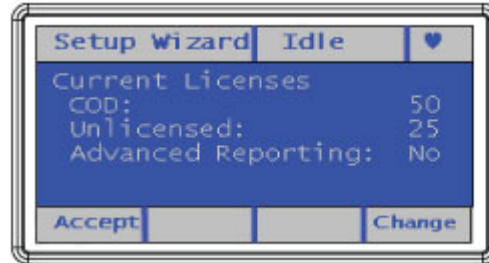 Setup Wizard Idle ♥
Current Licenses
COD: 50
Unlicensed: 25
Advanced Reporting: No
Accept Change